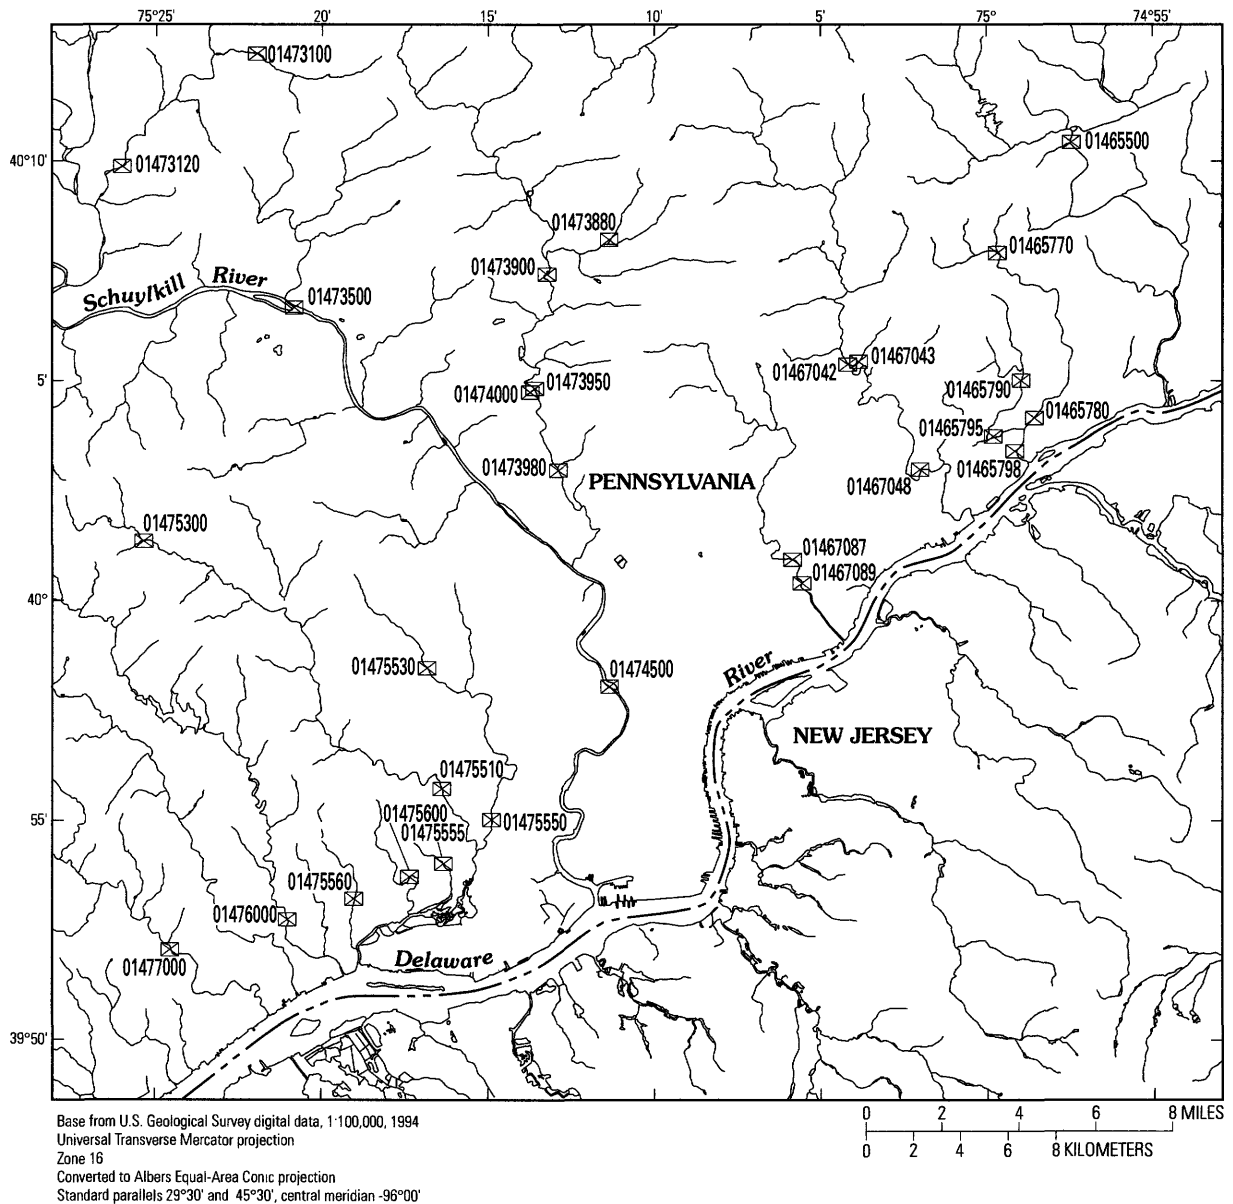 75°25' 20' 15' 10' 5' 75° 74°55'
01473100
01465500
40°10'
01473120
01473880
01465770
01473900
Schuylkill River
01473500
01467043
01467042
5'
01473950
01474000
01465790
01465780
01465795
01473980
PENNSYLVANIA
01465798
01467048
01475300
01467087
01467089
40°
01475530
01474500
River
NEW JERSEY
01475510
01475600
55'
01475550
01475555
01475560
01476000
Delaware
01477000
39°50'
Base from U.S. Geological Survey digital data, 1:100,000, 1994
Universal Transverse Mercator projection
Zone 16
Converted to Albers Equal-Area Conic projection
Standard parallels 29°30' and 45°30', central meridian -96°00'
0 2 4 6 8 MILES
0 2 4 6 8 KILOMETERS